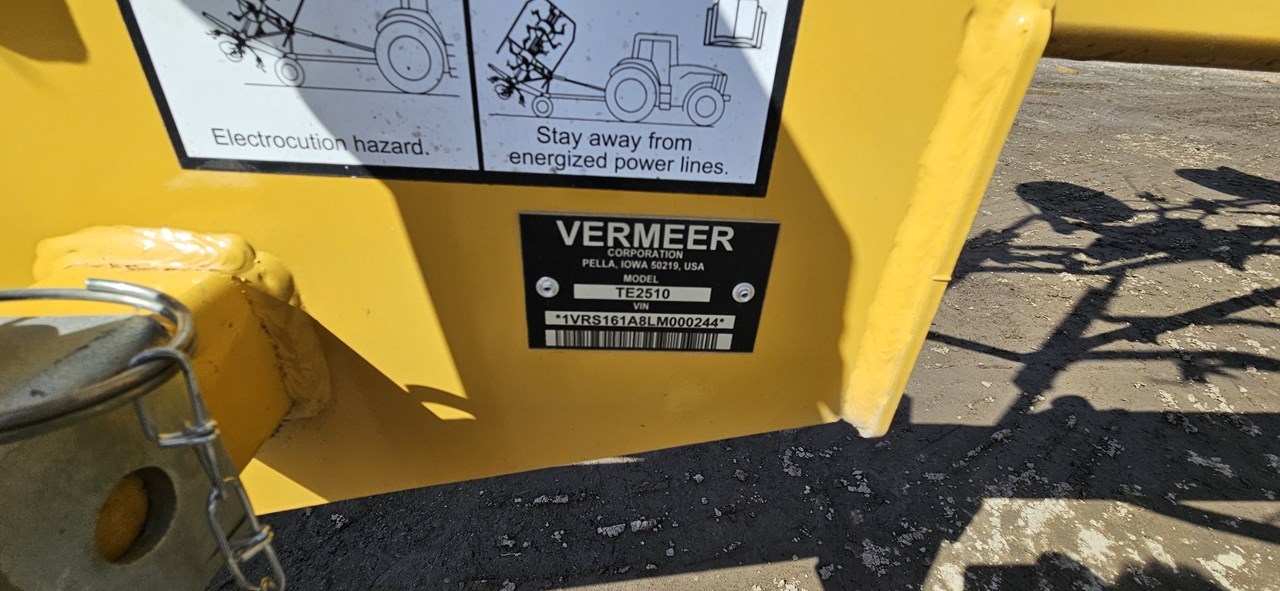 Electrocution hazard.
Stay away from
energized power lines.
VERMEER
CORPORATION
PELLA, IOWA 50219, USA
MODEL
TE2510
VIN
*1VRS161A8LM000244*